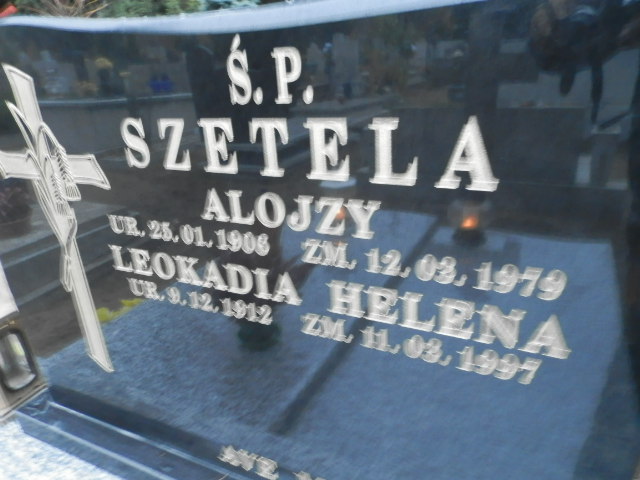 Ś.P.
SZETELA
ALOJZY
UR. 25.01.1906 ZM. 12.03.1979
LEOKADIA HELENA
UR. 9.12.1912 ZM. 11.03.1997
AVE